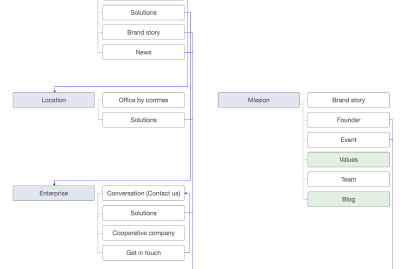 Solutions
Brand story
News
Location
Office by contries
Solutions
Enterprise
Conversation (Contact us)
Solutions
Cooperative company
Get in touch
Mission
Brand story
Founder
Event
Values
Team
Blog